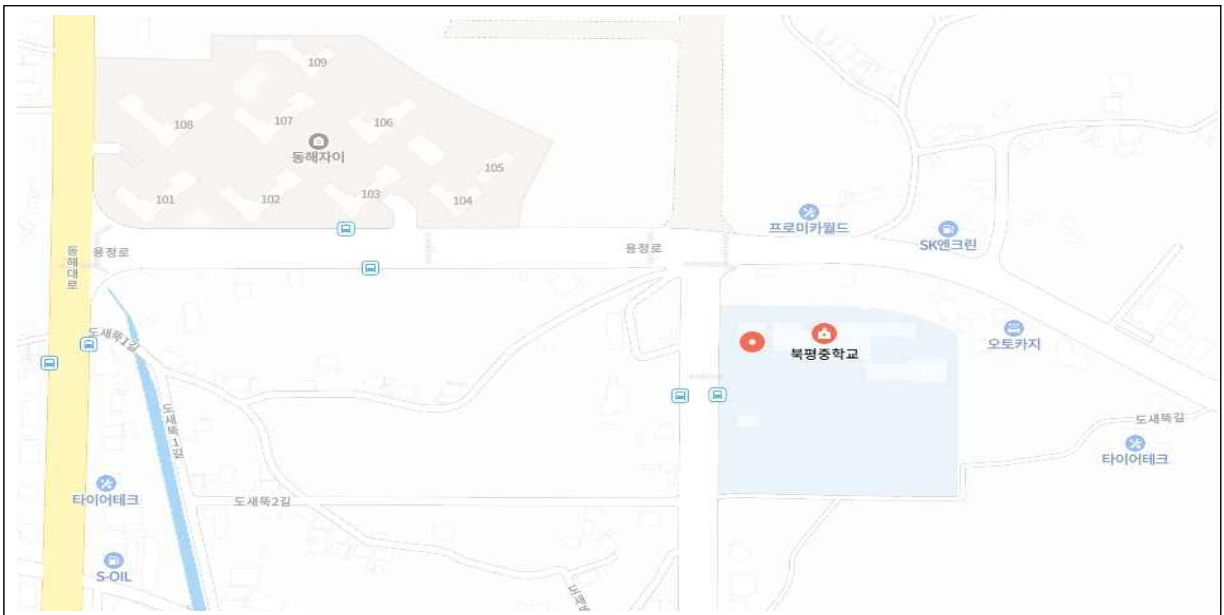 109
108
107
106
동해자이
105
101
102
103
104
프로미카월드
SK엔크린
동해대로
용정로
용정로
도새뚝1길
오토카지
북평중학교
도새뚝1길
도새뚝길
타이어테크
타이어테크
도새뚝2길
S-OIL